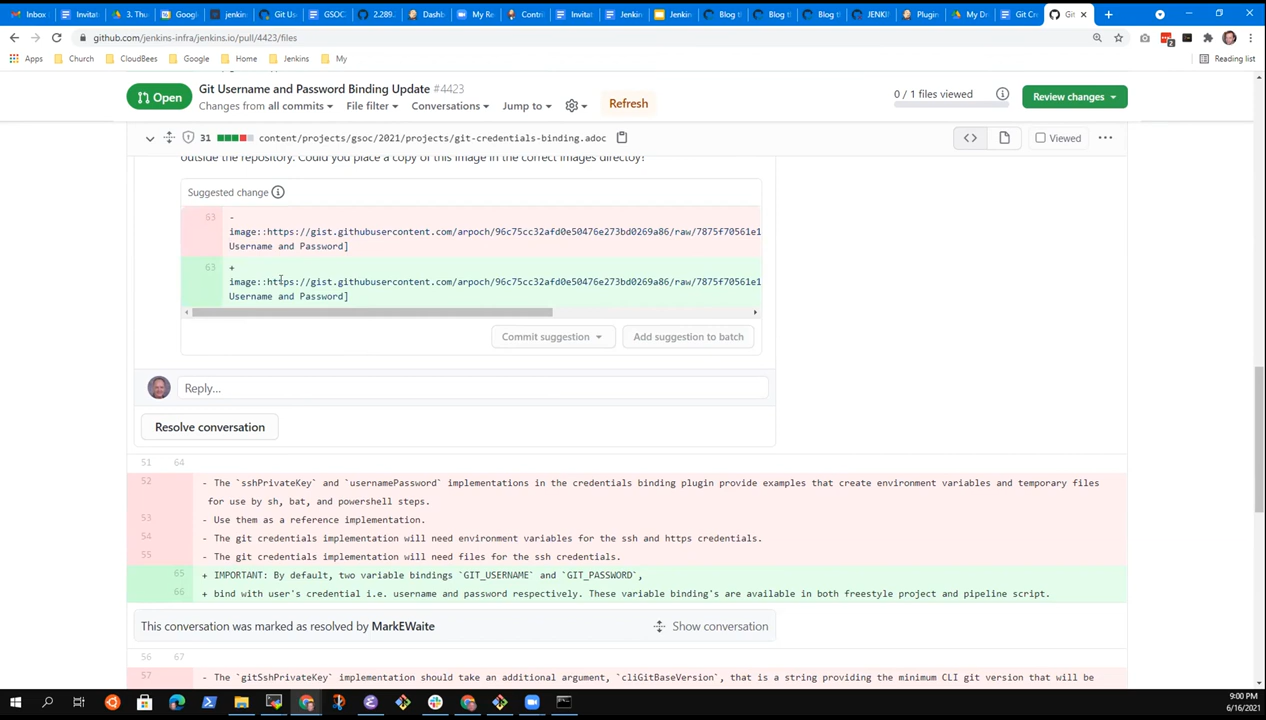 Inbox
Invitat
3. Thu
Google
jenkin
Git Us
GSOC
2.289.
Dashb
My Re
Contri
Invitat
Jenkin
Jenkin
Blog th
Blog th
Blog th
JENKI
Plugin
My Dr
Git Cr
Git
github.com/jenkins-infra/jenkins.io/pull/4423/files
2
Apps
Church
CloudBees
Google
Home
Jenkins
My
Reading list
Open
Git Username and Password Binding Update #4423
Changes from all commits
File filter
Conversations
Jump to
Refresh
0 / 1 files viewed
Review changes
31
content/projects/gsoc/2021/projects/git-credentials-binding.adoc
Viewed
outside the repository. Could you place a copy of this image in the correct images directoy?
Suggested change
63 -
image::https://gist.githubusercontent.com/arpoch/96c75cc32afd0e50476e273bd0269a86/raw/7875f70561e1
Username and Password]
63 +
image::https://gist.githubusercontent.com/arpoch/96c75cc32afd0e50476e273bd0269a86/raw/7875f70561e1
Username and Password]
Commit suggestion
Add suggestion to batch
Reply...
Resolve conversation
51 64
52 - The `sshPrivateKey` and `usernamePassword` implementations in the credentials binding plugin provide examples that create environment variables and temporary files
for use by sh, bat, and powershell steps.
53 - Use them as a reference implementation.
54 - The git credentials implementation will need environment variables for the ssh and https credentials.
55 - The git credentials implementation will need files for the ssh credentials.
65 + IMPORTANT: By default, two variable bindings `GIT_USERNAME` and `GIT_PASSWORD`,
66 + bind with user's credential i.e. username and password respectively. These variable binding's are available in both freestyle project and pipeline script.
This conversation was marked as resolved by MarkEWaite
Show conversation
56 67
57 - The `gitSshPrivateKey` implementation should take an additional argument, `cliGitBaseVersion`, that is a string providing the minimum CLI git version that will be
9:00 PM
6/16/2021